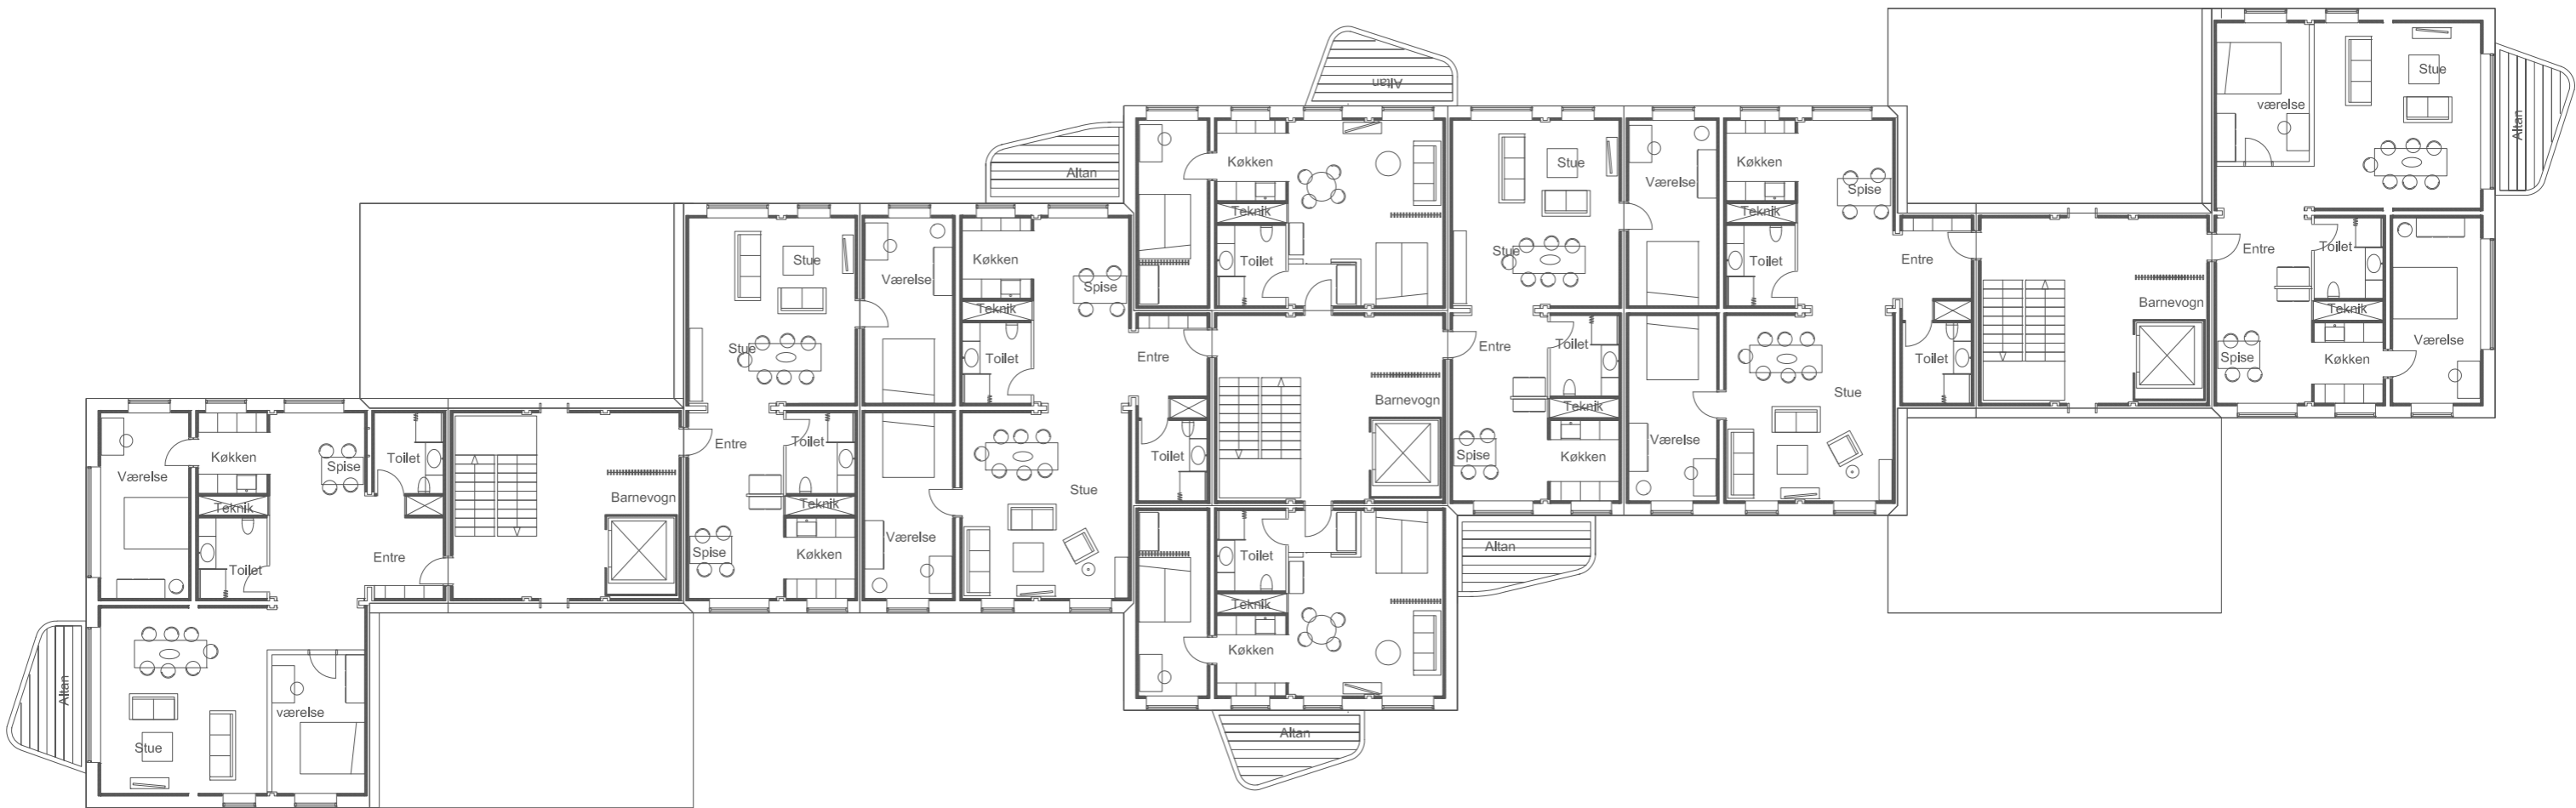 Stue
værelse
Altan
Altan
Køkken
Stue
Værelse
Køkken
Altan
Spise
Teknik
Teknik
Entre
Entre
Toilet
Toilet
Stue
Toilet
Stue
Værelse
Køkken
Spise
Barnevogn
Teknik
Teknik
Værelse
Køkken
Spise
Stue
Entre
Entre
Toilet
Toilet
Toilet
Barnevogn
Stue
Teknik
Værelse
Køkken
Spise
Toilet
Entre
Toilet
Værelse
Køkken
Spise
Toilet
Stue
Barnevogn
Teknik
Teknik
Værelse
Altan
Spise
Køkken
Toilet
Entre
Toilet
Teknik
Køkken
Altan
værelse
Altan
Stue